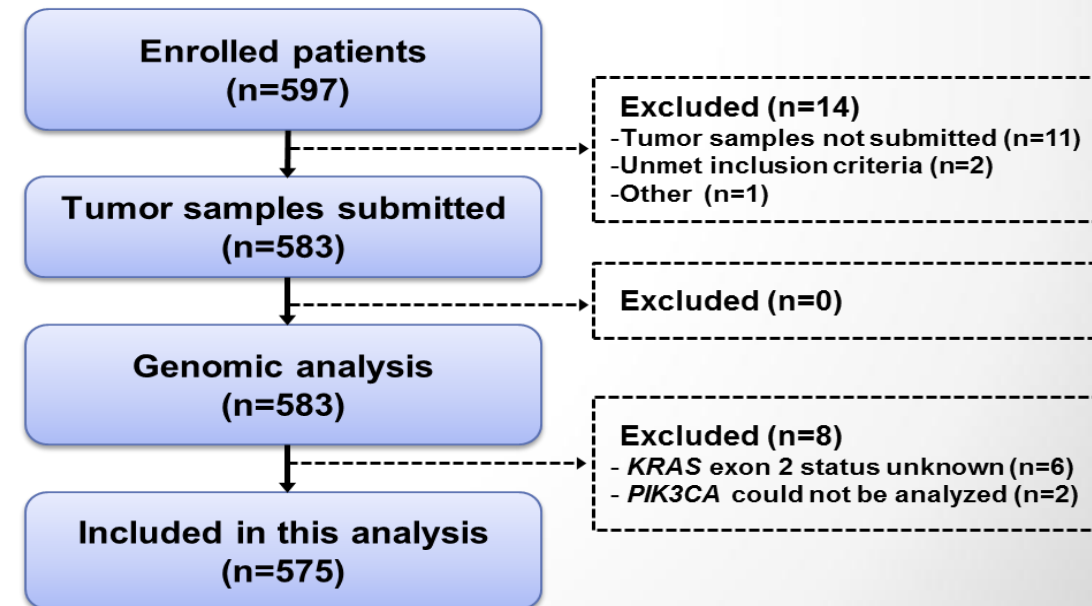 Enrolled patients
(n=597)
Excluded (n=14)
-Tumor samples not submitted (n=11)
-Unmet inclusion criteria (n=2)
-Other (n=1)
Tumor samples submitted
(n=583)
Excluded (n=0)
Genomic analysis
(n=583)
Excluded (n=8)
- KRAS exon 2 status unknown (n=6)
- PIK3CA could not be analyzed (n=2)
Included in this analysis
(n=575)